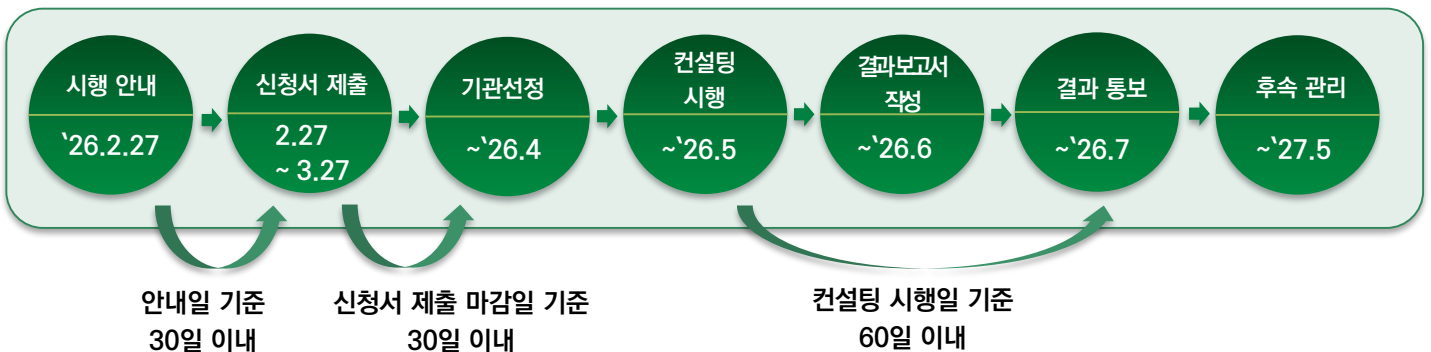 시행 안내
`26.2.27
신청서 제출
2.27
~ 3.27
기관선정
~`26.4
컨설팅
시행
~`26.5
결과보고서
작성
~`26.6
결과 통보
~`26.7
후속 관리
~`27.5
안내일 기준
30일 이내
신청서 제출 마감일 기준
30일 이내
컨설팅 시행일 기준
60일 이내